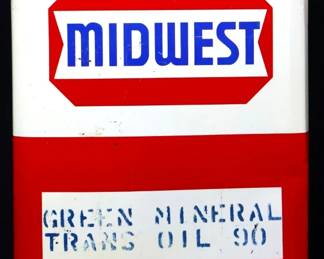 MIDWEST
GREEN MINERAL
TRANS OIL 90